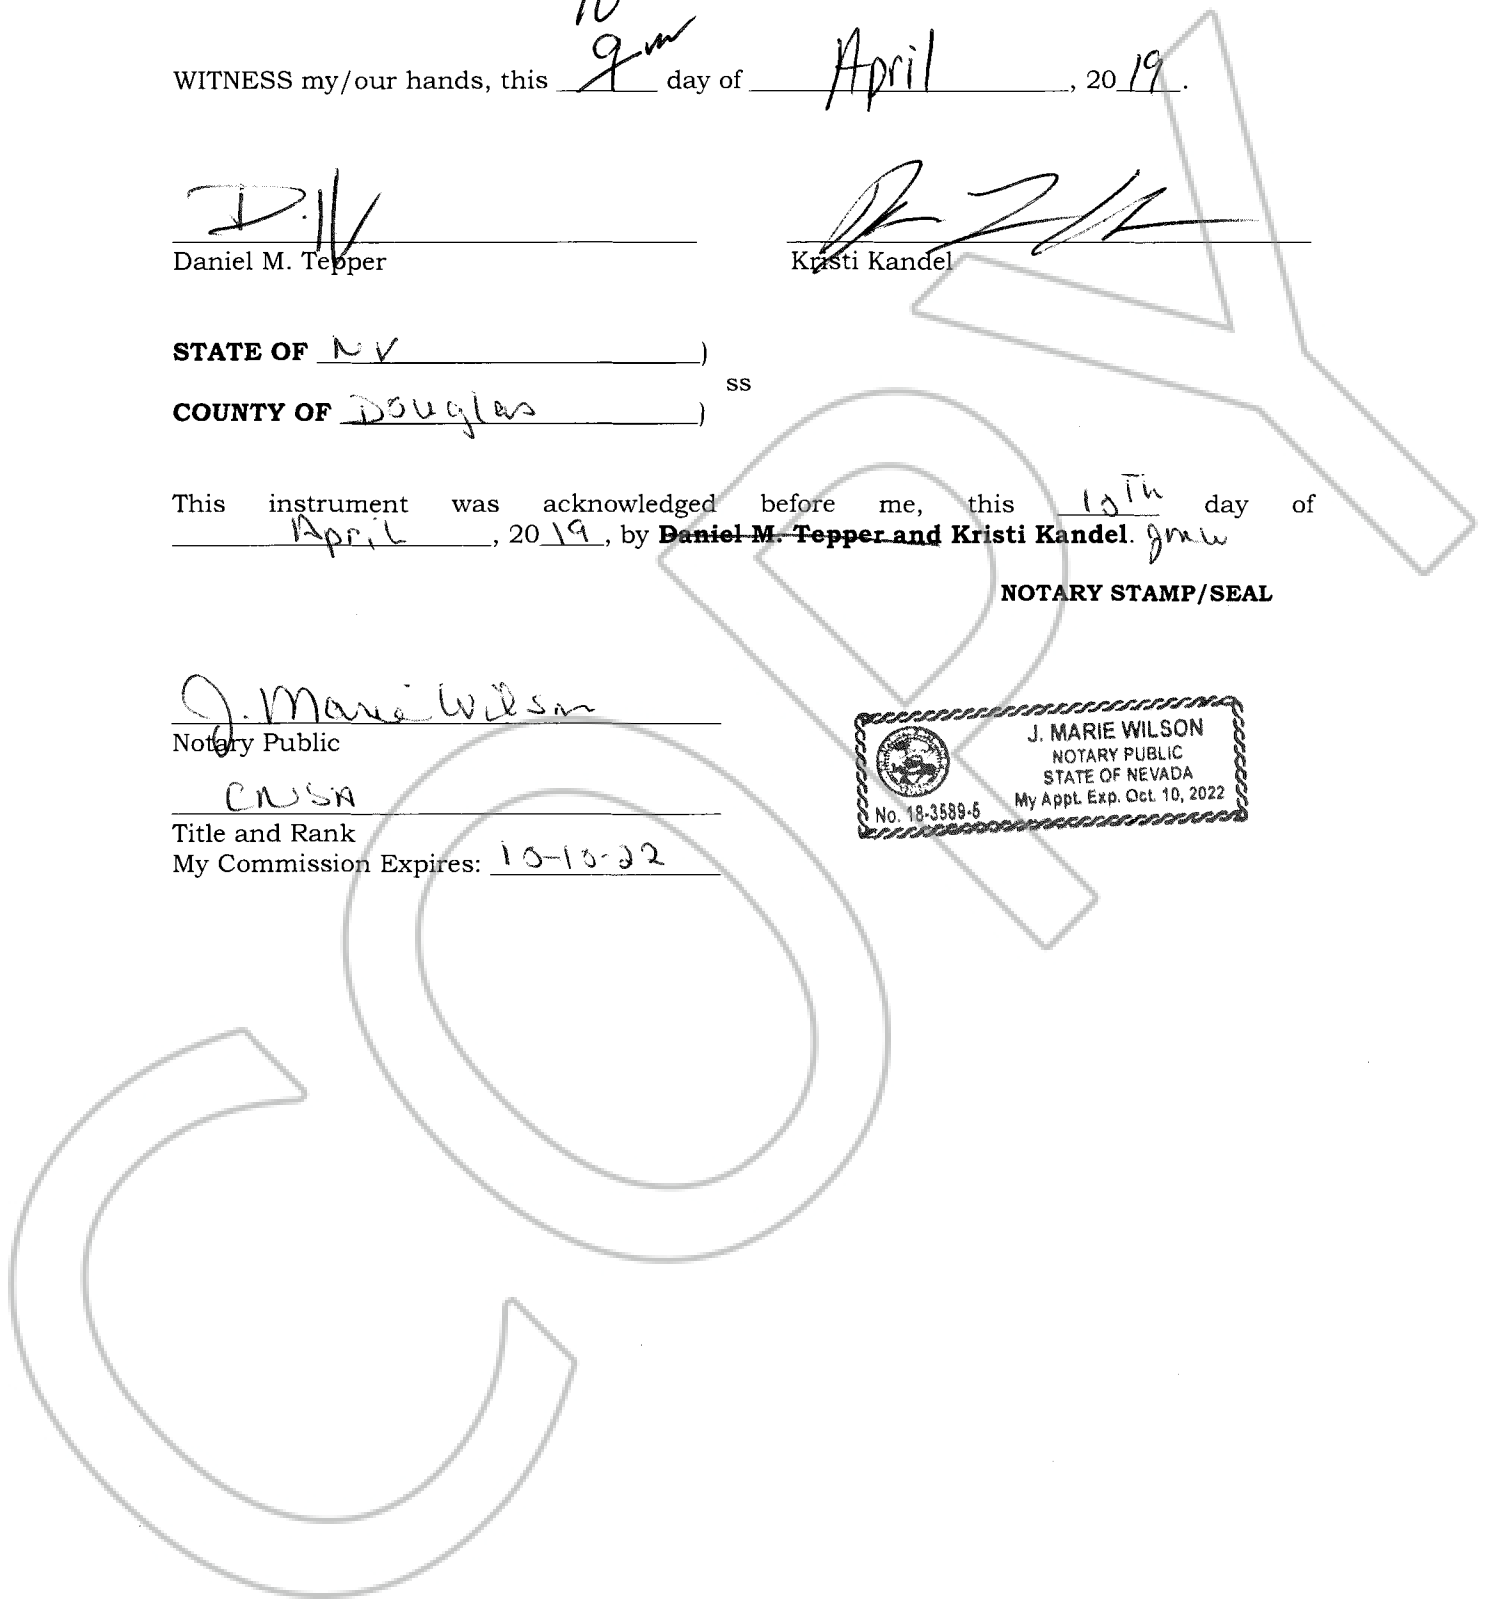 10
WITNESS my/our hands, this 9 day of April, 2019.
Daniel M. Tepper Kristi Kandel
STATE OF NV )
ss
COUNTY OF Douglas )
This instrument was acknowledged before me, this 10Th day of
April, 2019, by Daniel M. Tepper and Kristi Kandel. JMW
NOTARY STAMP/SEAL
J. Marie Wilson
Notary Public
CNSA
Title and Rank
My Commission Expires: 10-10-22
J. MARIE WILSON
NOTARY PUBLIC
STATE OF NEVADA
My Appt. Exp. Oct. 10, 2022
No. 18-3589-5
COPY